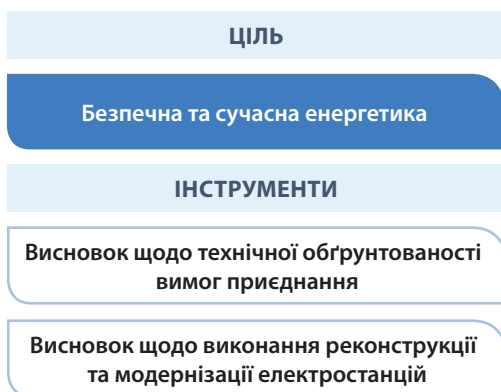 ЦІЛЬ
Безпечна та сучасна енергетика
ІНСТРУМЕНТИ
Висновок щодо технічної обґрунтованості
вимог приєднання
Висновок щодо виконання реконструкції
та модернізації електростанцій